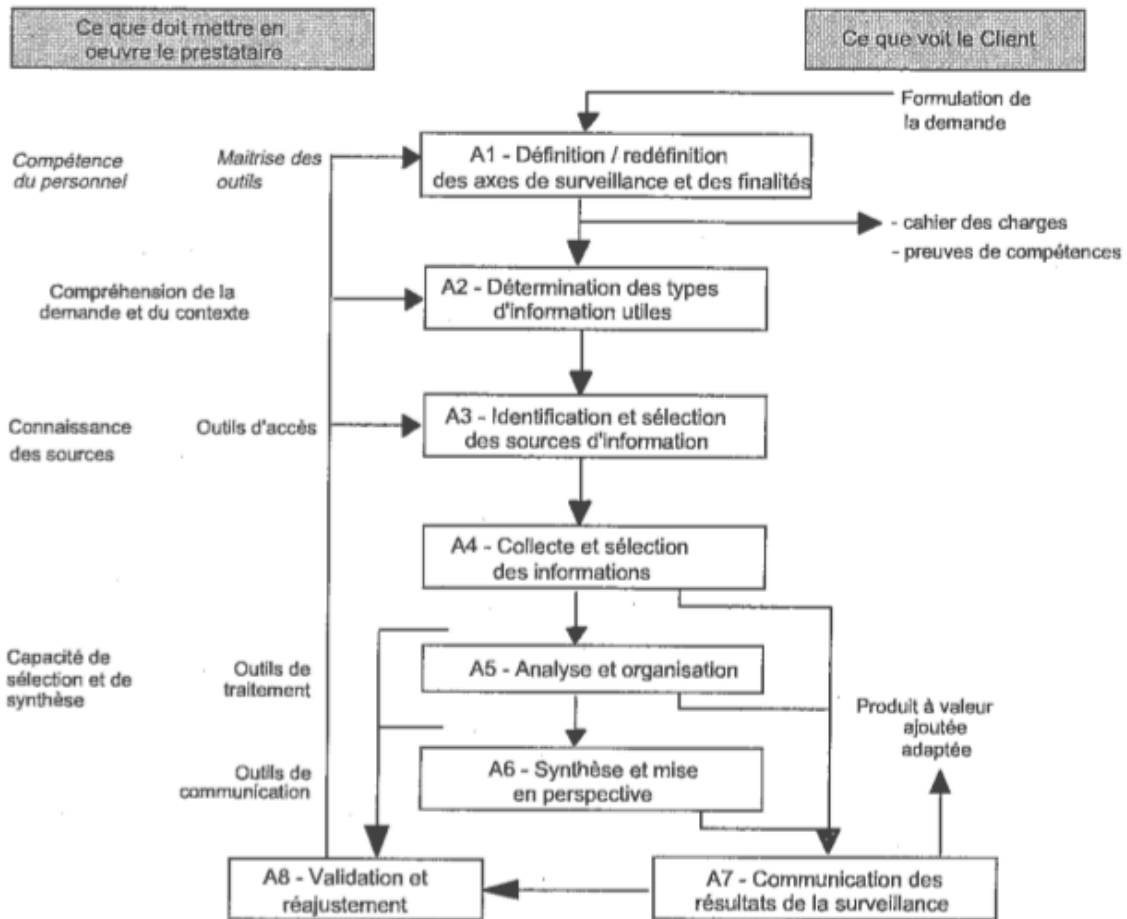 Ce que doit mettre en
oeuvre le prestataire
Ce que voit le Client
Formulation de
la demande
Compétence
du personnel
Maitrise des
outils
A1 - Définition / redéfinition
des axes de surveillance et des finalités
- cahier des charges
- preuves de compétences
Compréhension de la
demande et du contexte
A2 - Détermination des types
d'information utiles
Connaissance
des sources
Outils d'accès
A3 - Identification et sélection
des sources d'information
A4 - Collecte et sélection
des informations
Capacité de
sélection et de
synthèse
Outils de
traitement
A5 - Analyse et organisation
Produit à valeur
ajoutée
adaptée
Outils de
communication
A6 - Synthèse et mise
en perspective
A8 - Validation et
réajustement
A7 - Communication des
résultats de la surveillance